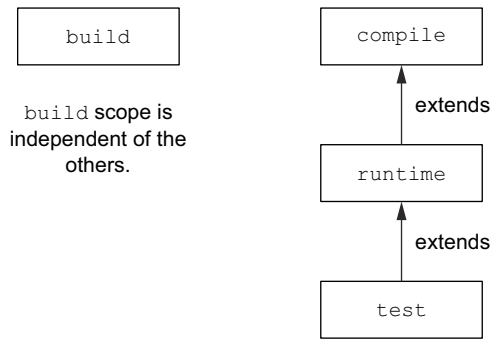 build
build scope is
independent of the
others.
compile
extends
runtime
extends
test